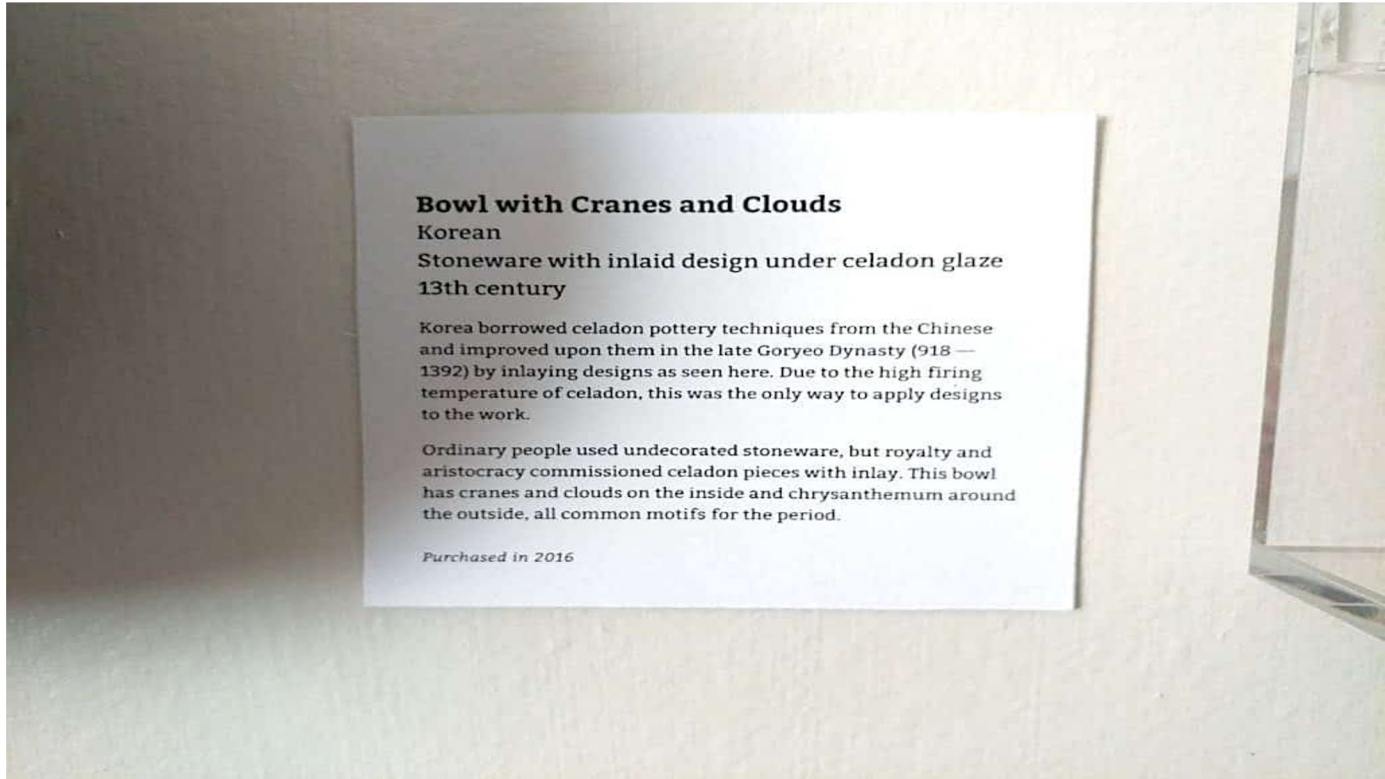 Bowl with Cranes and Clouds
Korean
Stoneware with inlaid design under celadon glaze
13th century
Korea borrowed celadon pottery techniques from the Chinese
and improved upon them in the late Goryeo Dynasty (918 —
1392) by inlaying designs as seen here. Due to the high firing
temperature of celadon, this was the only way to apply designs
to the work.
Ordinary people used undecorated stoneware, but royalty and
aristocracy commissioned celadon pieces with inlay. This bowl
has cranes and clouds on the inside and chrysanthemum around
the outside, all common motifs for the period.
Purchased in 2016